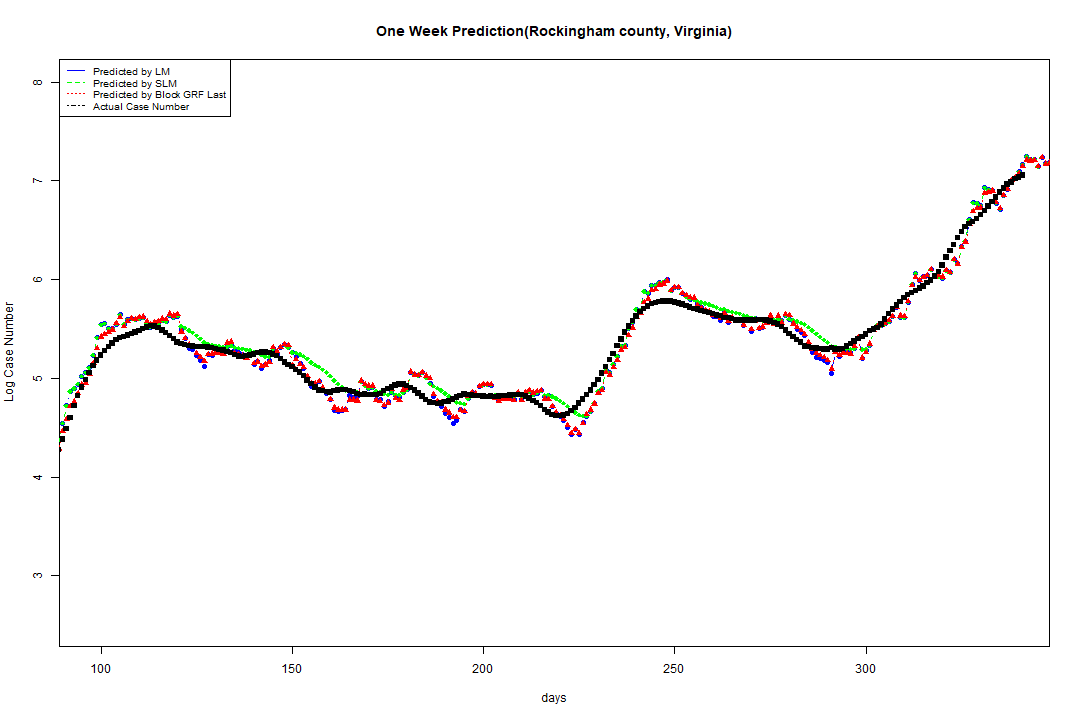 One Week Prediction(Rockingham county, Virginia)
Predicted by LM
Predicted by SLM
Predicted by Block GRF Last
Actual Case Number
8
7
6
5
4
3
Log Case Number
100 150 200 250 300
days